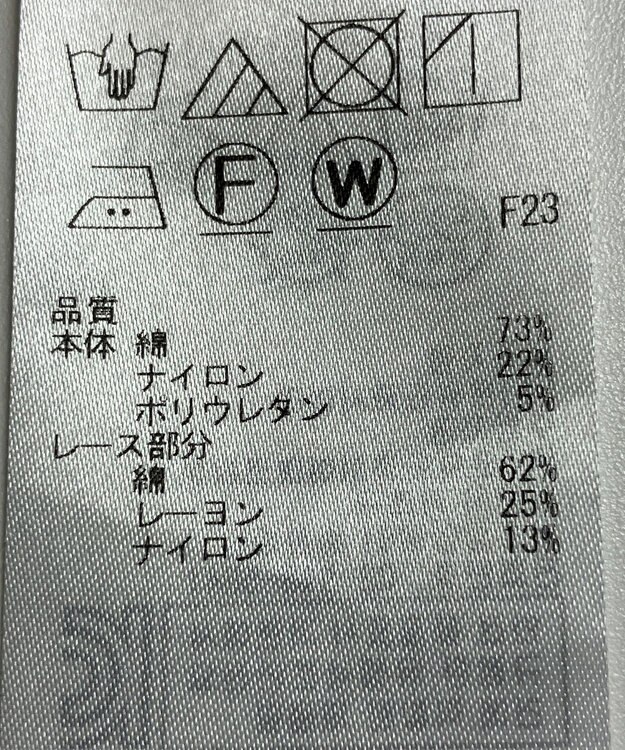 F W
F23
品質
本体 綿 73%
ナイロン 22%
ポリウレタン 5%
レース部分
綿 62%
レーヨン 25%
ナイロン 13%